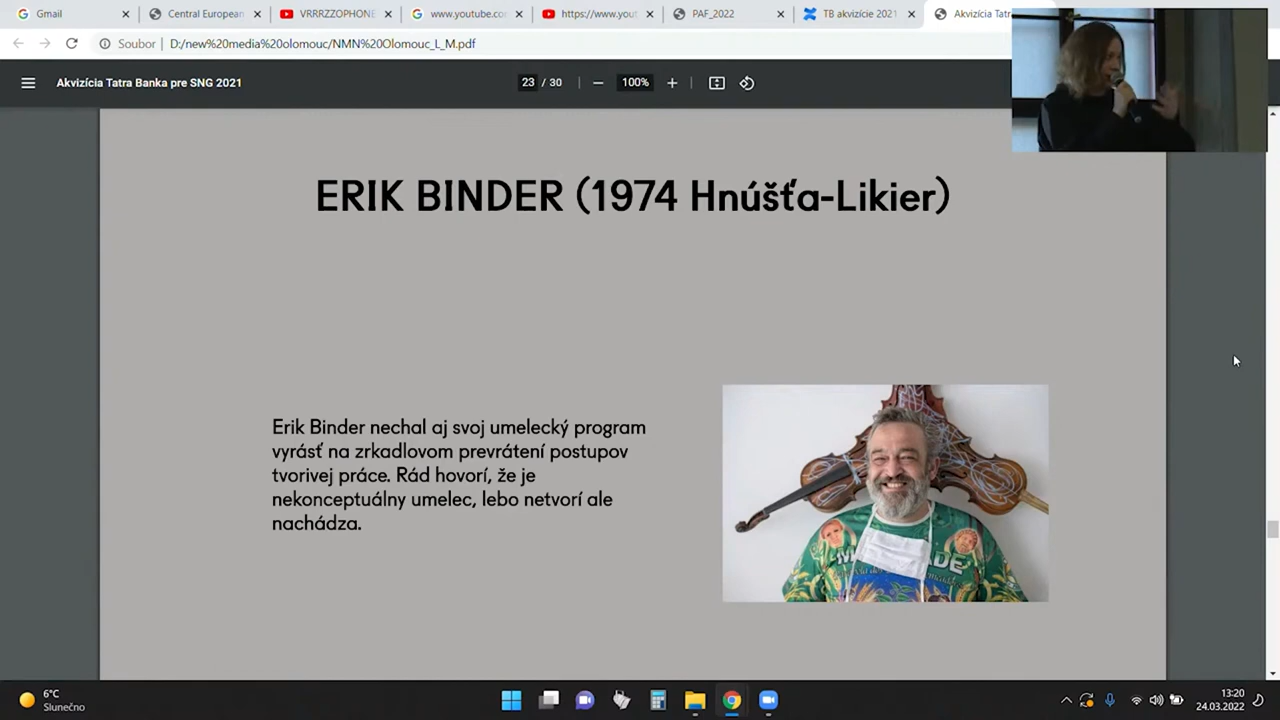 Gmail
Central European
VRRRZZOPHONE
www.youtube.co
https://www.yout
PAF_2022
TB akvizície 2021
Akvizícia Tatr
Soubor
D:/new%20media%20olomouc/NMN%20Olomouc_L_M.pdf
Akvizícia Tatra Banka pre SNG 2021
23 / 30
100%
ERIK BINDER (1974 Hnúšťa-Likier)
Erik Binder nechal aj svoj umelecký program
vyrásť na zrkadlovom prevrátení postupov
tvorivej práce. Rád hovorí, že je
nekonceptuálny umelec, lebo netvorí ale
nachádza.
6°C
Slunečno
13:20
24.03.2022